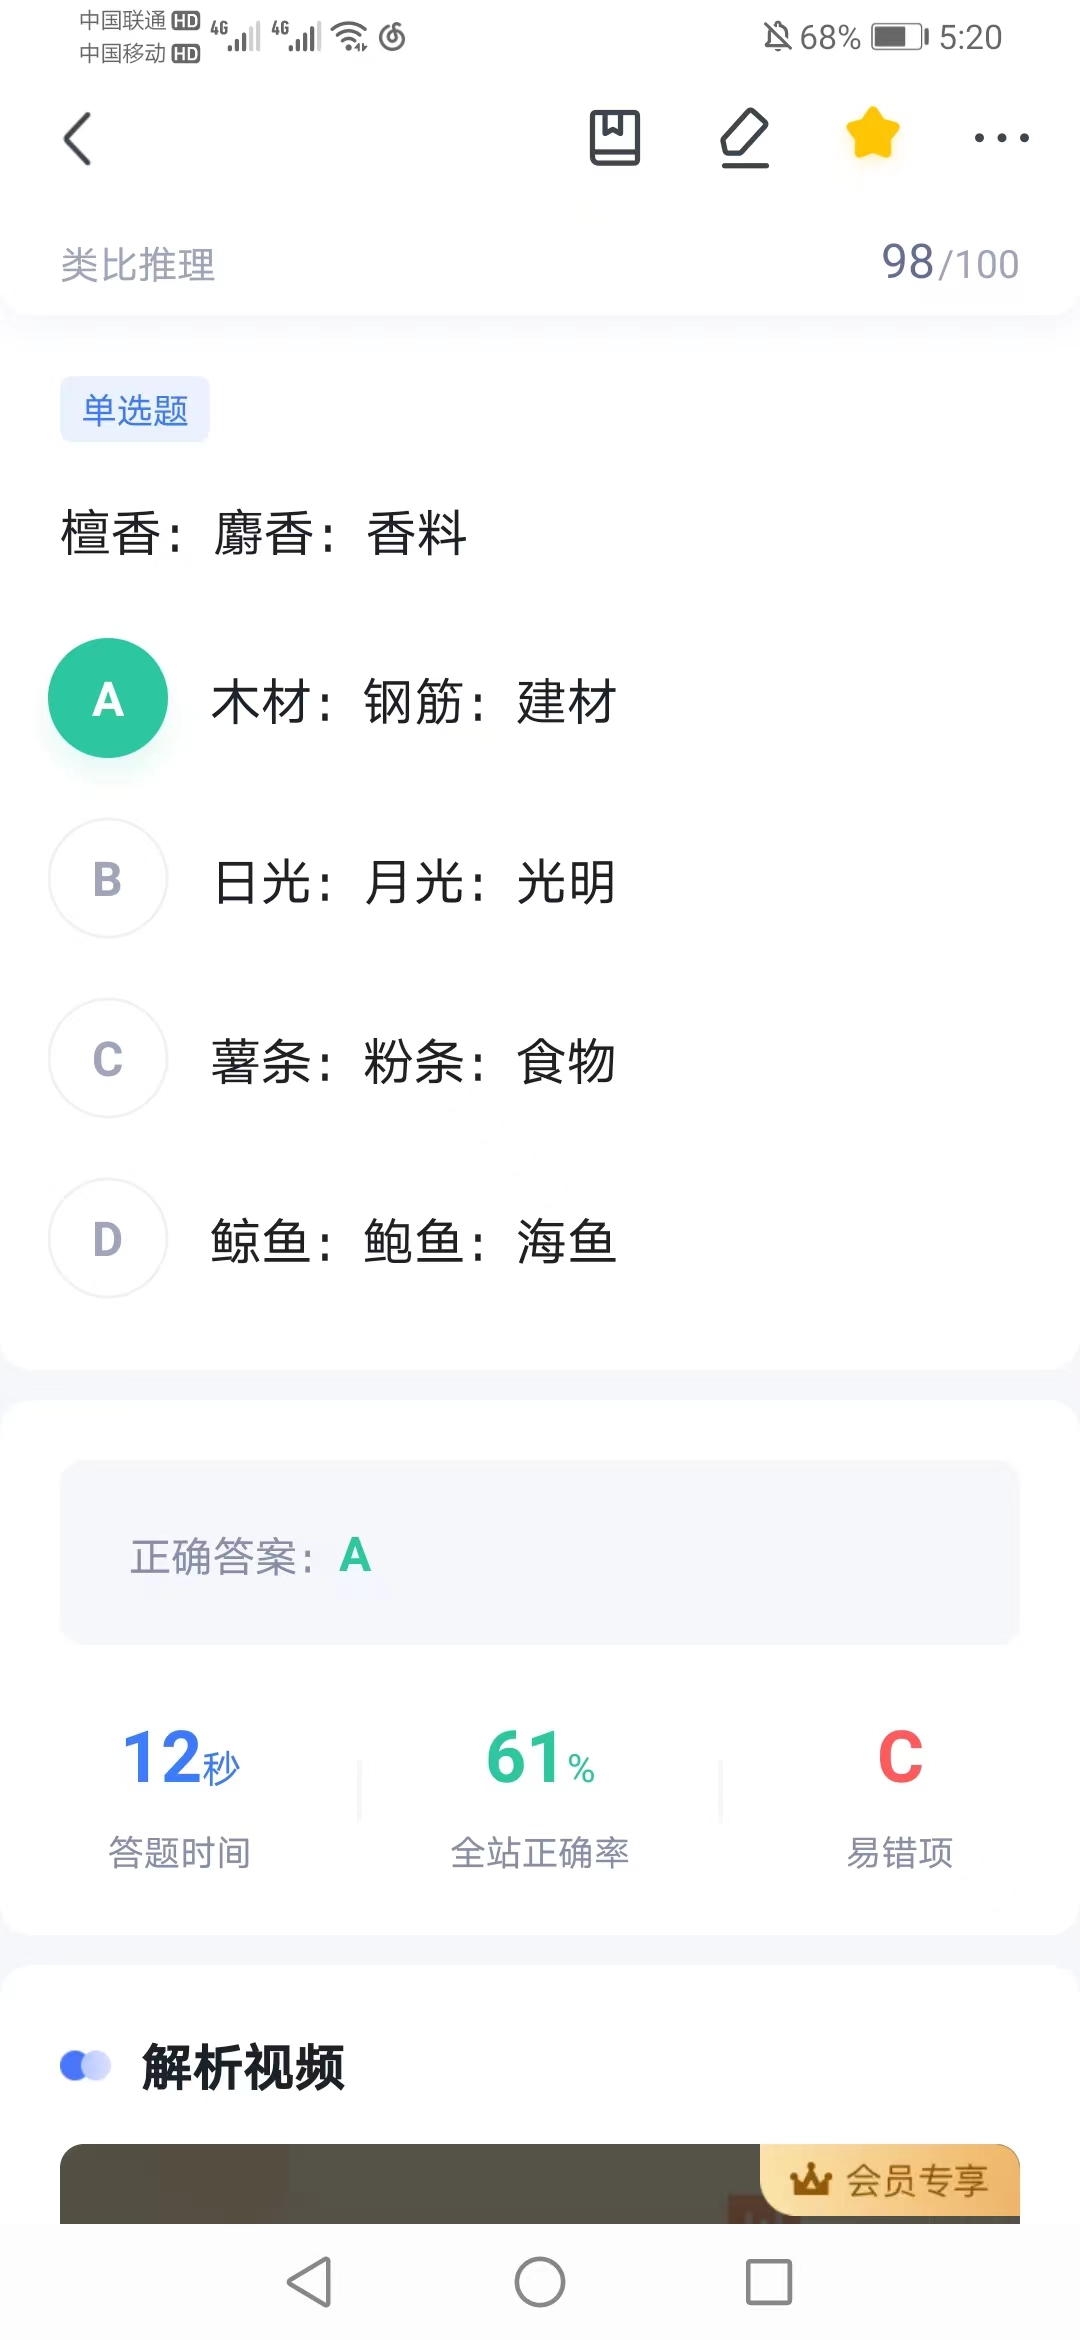 中国联通 HD 4G 4G 68% 5:20
中国移动 HD
类比推理 98/100
单选题
檀香：麝香：香料
A 木材：钢筋：建材
B 日光：月光：光明
C 薯条：粉条：食物
D 鲸鱼：鲍鱼：海鱼
正确答案：A
12秒 61% C
答题时间 全站正确率 易错项
解析视频
会员专享